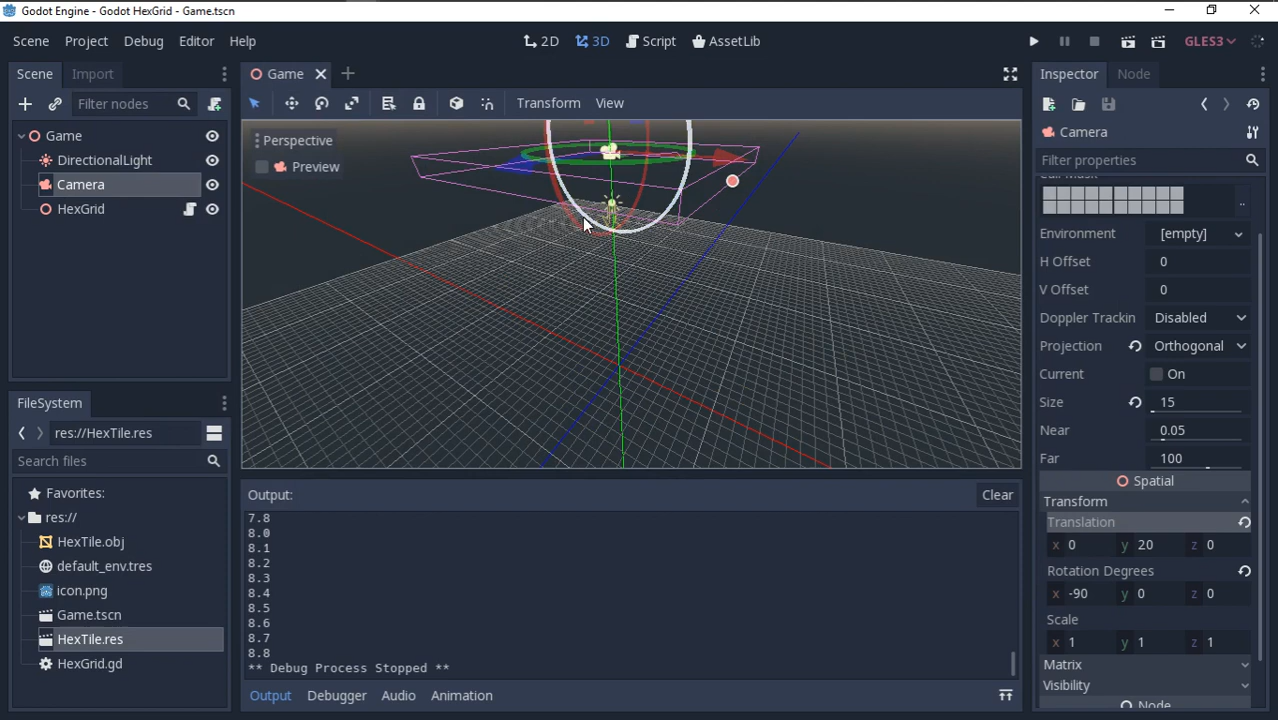 Godot Engine - Godot HexGrid - Game.tscn
Scene Project Debug Editor Help
2D 3D Script AssetLib
GLES3
Scene Import
Filter nodes
Game
DirectionalLight
Camera
HexGrid
FileSystem
res://HexTile.res
Search files
Favorites:
res://
HexTile.obj
default_env.tres
icon.png
Game.tscn
HexTile.res
HexGrid.gd
Game
Transform View
Perspective
Preview
Output:
Clear
7.8
8.0
8.1
8.2
8.3
8.4
8.5
8.6
8.7
8.8
** Debug Process Stopped **
Output Debugger Audio Animation
Inspector Node
Camera
Filter properties
Cull Mask
..
Environment [empty]
H Offset 0
V Offset 0
Doppler Trackin Disabled
Projection Orthogonal
Current On
Size 15
Near 0.05
Far 100
Spatial
Transform
Translation
x 0 y 20 z 0
Rotation Degrees
x -90 y 0 z 0
Scale
x 1 y 1 z 1
Matrix
Visibility
Node